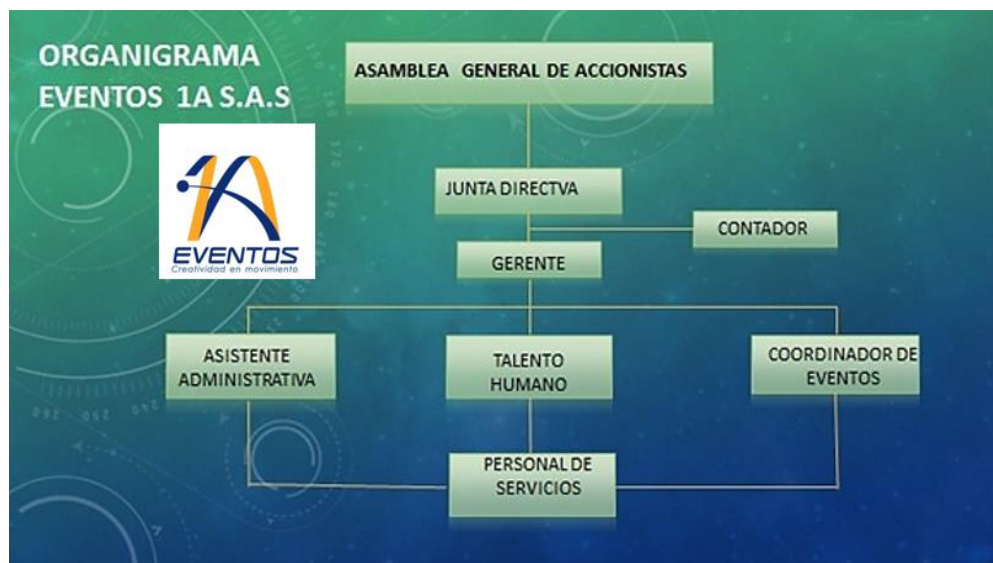 ORGANIGRAMA
EVENTOS 1A S.A.S
1A
EVENTOS
Creatividad en movimiento
ASAMBLEA GENERAL DE ACCIONISTAS
JUNTA DIRECTVA
CONTADOR
GERENTE
ASISTENTE
ADMINISTRATIVA
TALENTO
HUMANO
COORDINADOR DE
EVENTOS
PERSONAL DE
SERVICIOS